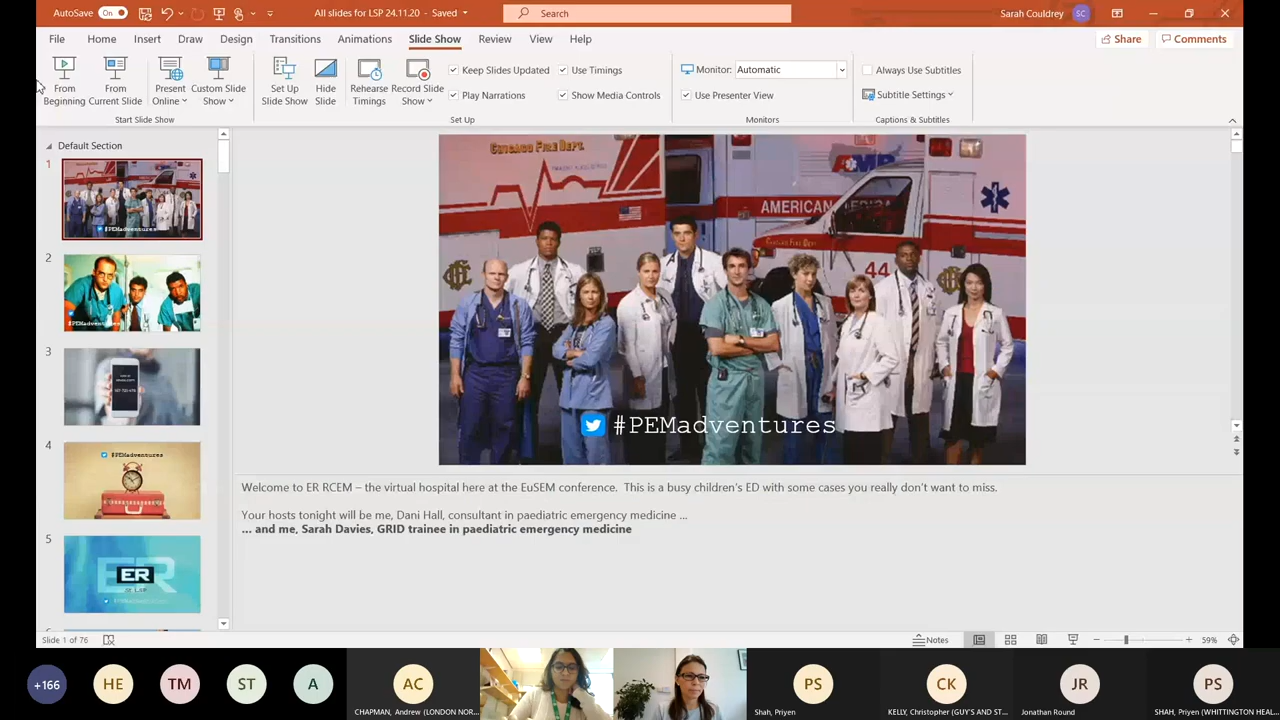 AutoSave On
All slides for LSP 24.11.20 - Saved
Search
Sarah Couldrey SC
File Home Insert Draw Design Transitions Animations Slide Show Review View Help
Share Comments
From Beginning
From Current Slide
Present Online
Custom Slide Show
Set Up Slide Show
Hide Slide
Rehearse Timings
Record Slide Show
Keep Slides Updated
Use Timings
Play Narrations
Show Media Controls
Monitor: Automatic
Use Presenter View
Always Use Subtitles
Subtitle Settings
Start Slide Show
Set Up
Monitors
Captions & Subtitles
Default Section
1
#PEMadventures
2
#PEMadventures
3
4
#PEMadventures
5
ER
CHICAGO FIRE DEPT.
AMERICAN
44
#PEMadventures
Welcome to ER RCEM – the virtual hospital here at the EuSEM conference. This is a busy children's ED with some cases you really don't want to miss.
Your hosts tonight will be me, Dani Hall, consultant in paediatric emergency medicine ...
... and me, Sarah Davies, GRID trainee in paediatric emergency medicine
Slide 1 of 76
Notes
59%
+166
HE
TM
ST
A
AC
CHAPMAN, Andrew (LONDON NOR...
PS
Shah, Priyen
CK
KELLY, Christopher (GUY'S AND ST...
JR
Jonathan Round
PS
SHAH, Priyen (WHITTINGTON HEAL...